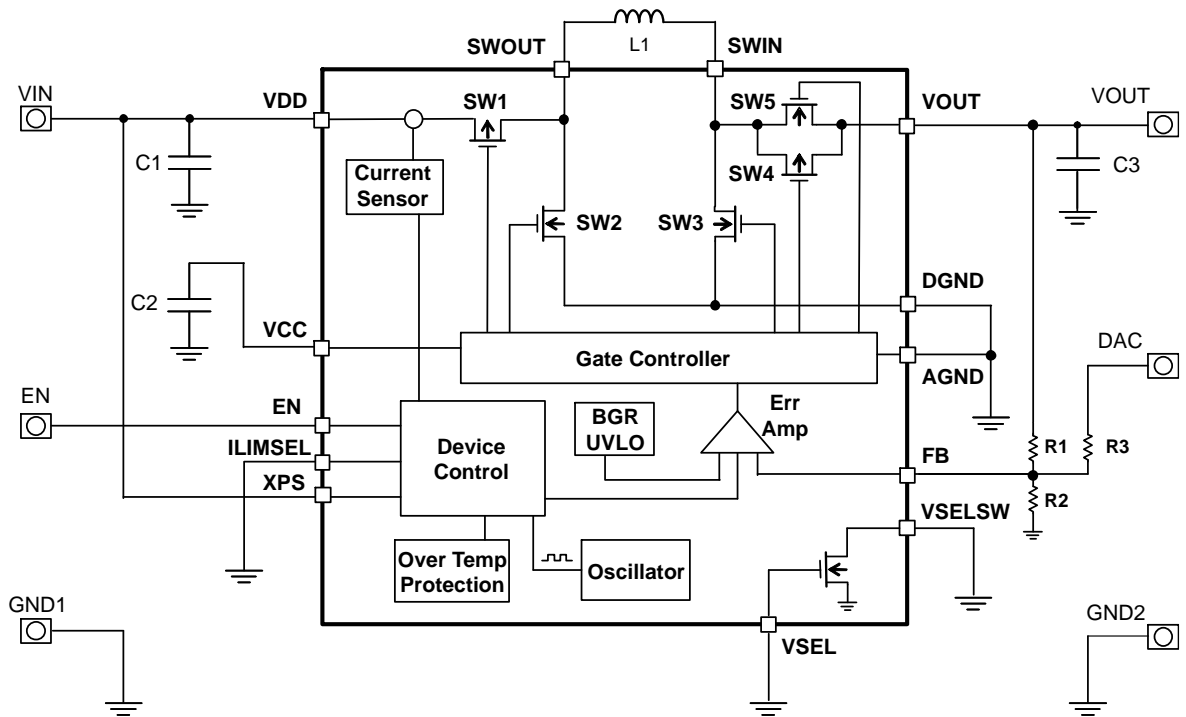 SWOUT
L1
SWIN
VIN
VDD
SW1
SW5
VOUT
VOUT
C1
Current
Sensor
SW4
C3
SW2
SW3
C2
DGND
VCC
Gate Controller
DAC
AGND
EN
EN
BGR
UVLO
Err
Amp
ILIMSEL
Device
Control
FB
R1
R3
XPS
R2
VSELSW
Over Temp
Protection
Oscillator
GND1
GND2
VSEL